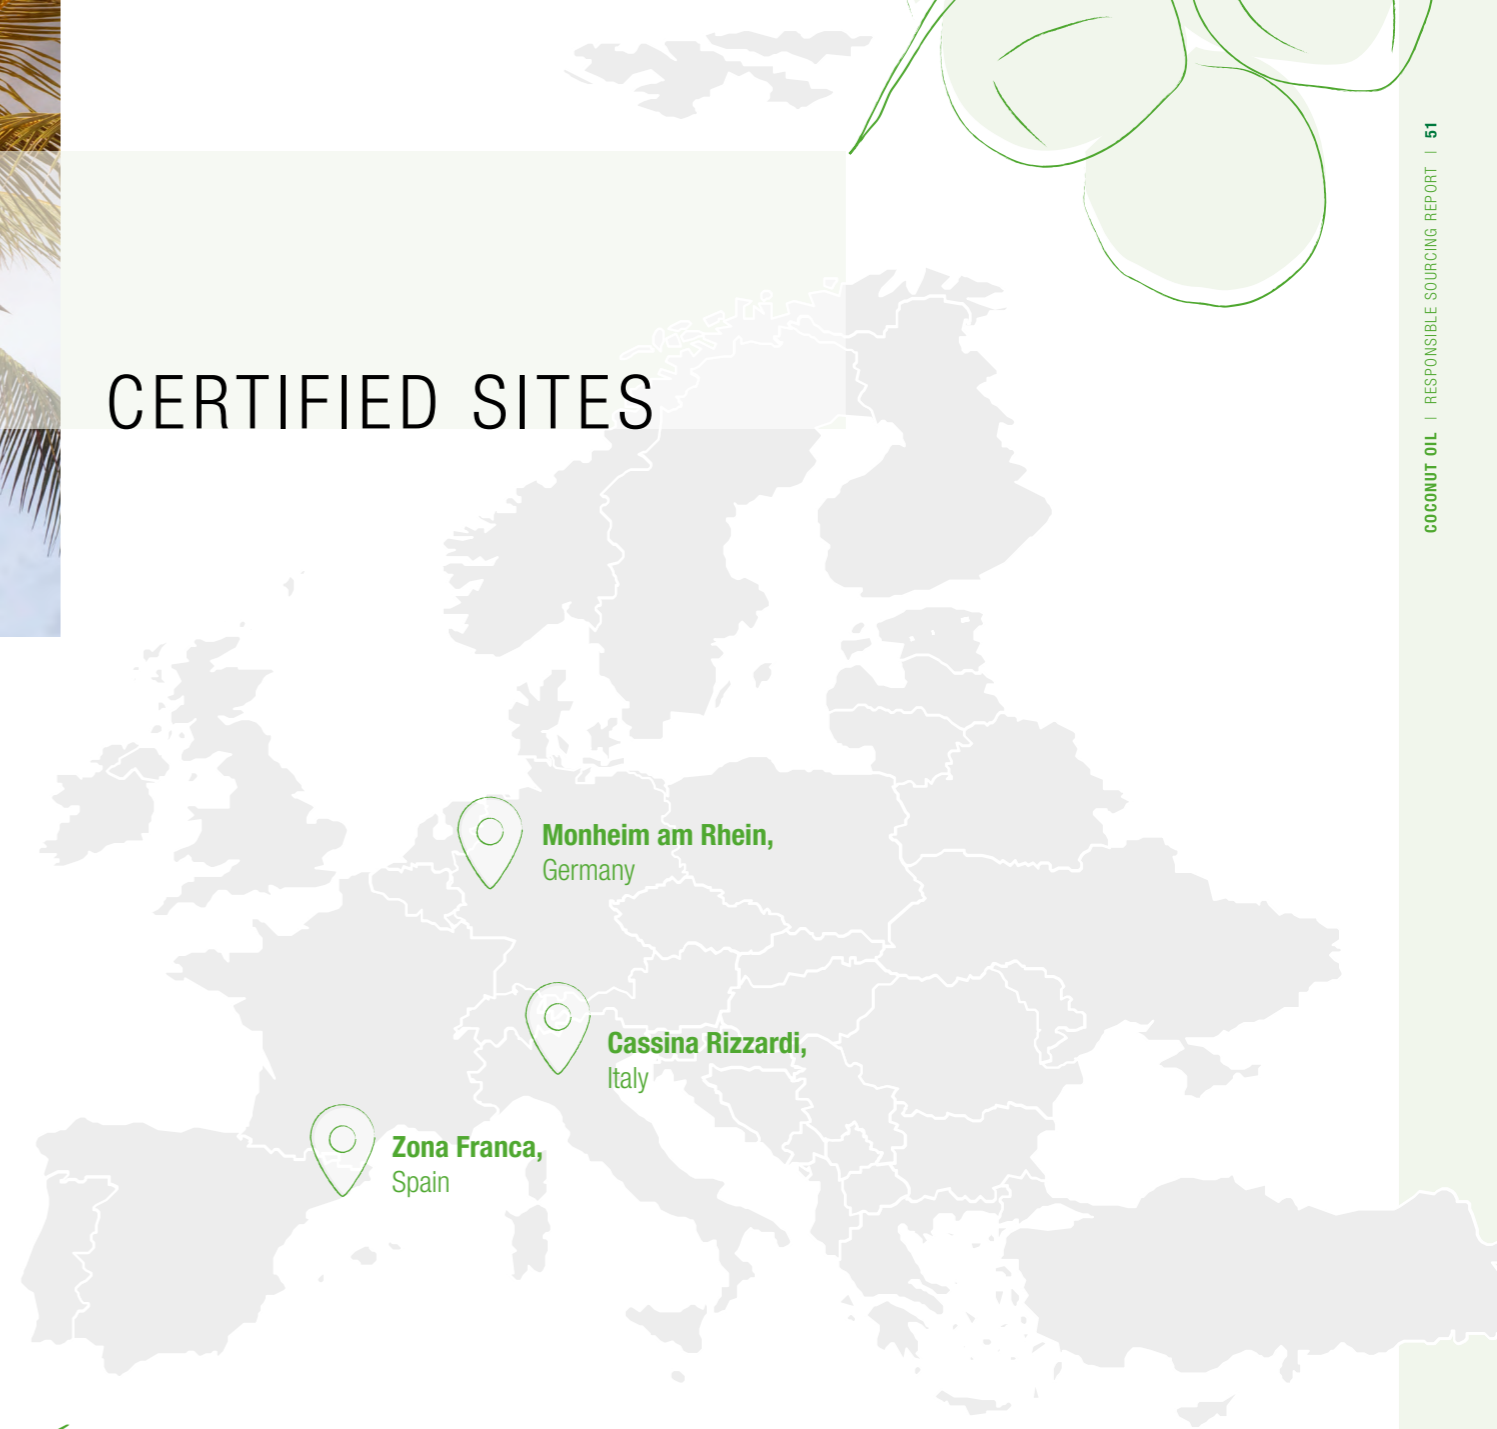 CERTIFIED SITES
Monheim am Rhein,
Germany
Cassina Rizzardi,
Italy
Zona Franca,
Spain
COCONUT OIL | RESPONSIBLE SOURCING REPORT | 51